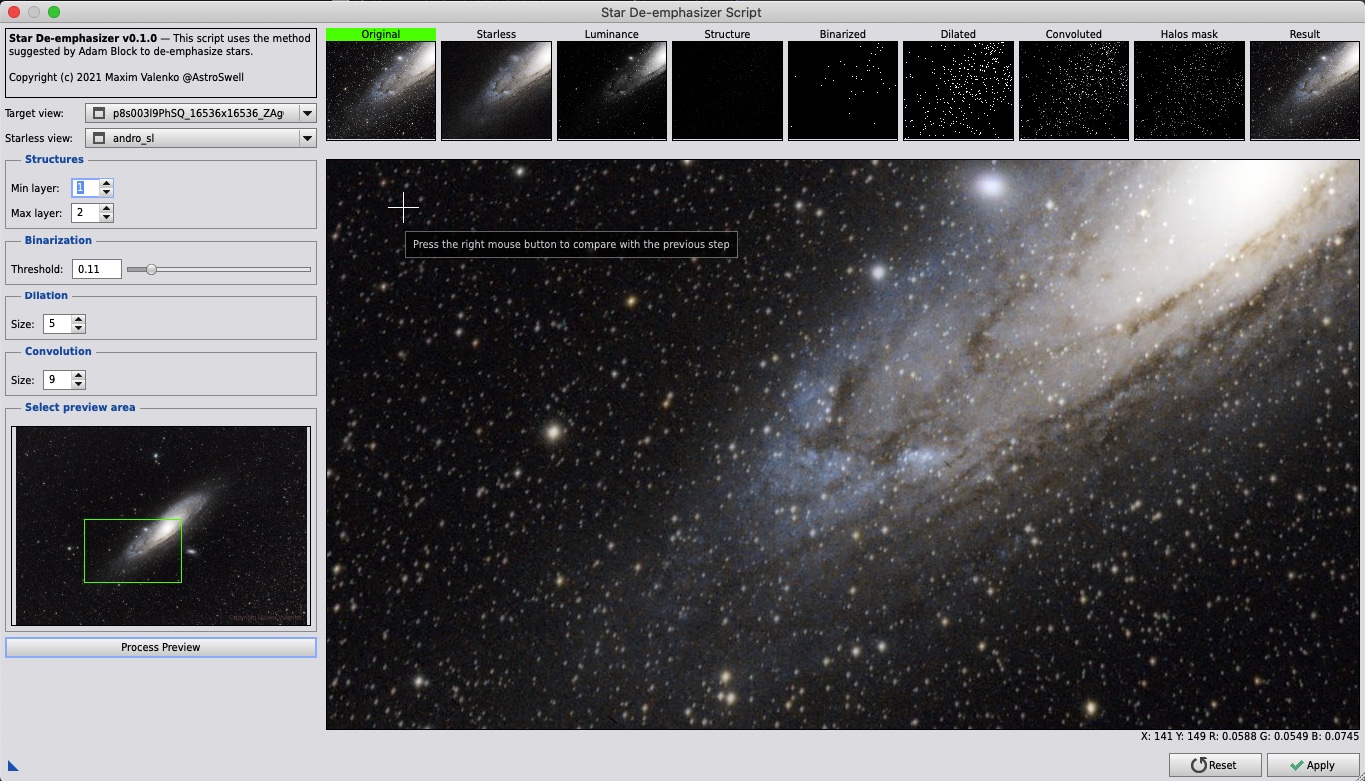 Star De-emphasizer Script
Star De-emphasizer v0.1.0 — This script uses the method
suggested by Adam Block to de-emphasize stars.
Copyright (c) 2021 Maxim Valenko @AstroSwell
Target view:
p8s003l9PhSQ_16536x16536_ZAg
Starless view:
andro_sl
Structures
Min layer:
1
Max layer:
2
Binarization
Threshold:
0.11
Dilation
Size:
5
Convolution
Size:
9
Select preview area
Process Preview
Original
Starless
Luminance
Structure
Binarized
Dilated
Convoluted
Halos mask
Result
Press the right mouse button to compare with the previous step
X: 141 Y: 149 R: 0.0588 G: 0.0549 B: 0.0745
Reset
Apply